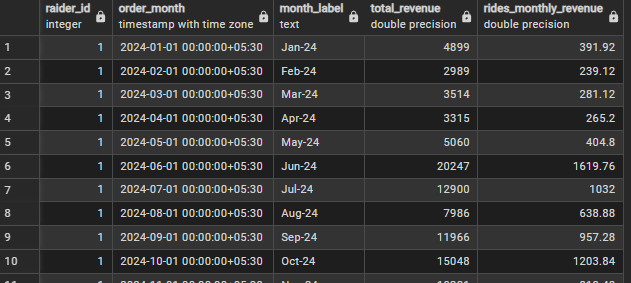 raider_id order_month month_label total_revenue rides_monthly_revenue
integer timestamp with time zone text double precision double precision
1 1 2024-01-01 00:00:00+05:30 Jan-24 4899 391.92
2 1 2024-02-01 00:00:00+05:30 Feb-24 2989 239.12
3 1 2024-03-01 00:00:00+05:30 Mar-24 3514 281.12
4 1 2024-04-01 00:00:00+05:30 Apr-24 3315 265.2
5 1 2024-05-01 00:00:00+05:30 May-24 5060 404.8
6 1 2024-06-01 00:00:00+05:30 Jun-24 20247 1619.76
7 1 2024-07-01 00:00:00+05:30 Jul-24 12900 1032
8 1 2024-08-01 00:00:00+05:30 Aug-24 7986 638.88
9 1 2024-09-01 00:00:00+05:30 Sep-24 11966 957.28
10 1 2024-10-01 00:00:00+05:30 Oct-24 15048 1203.84